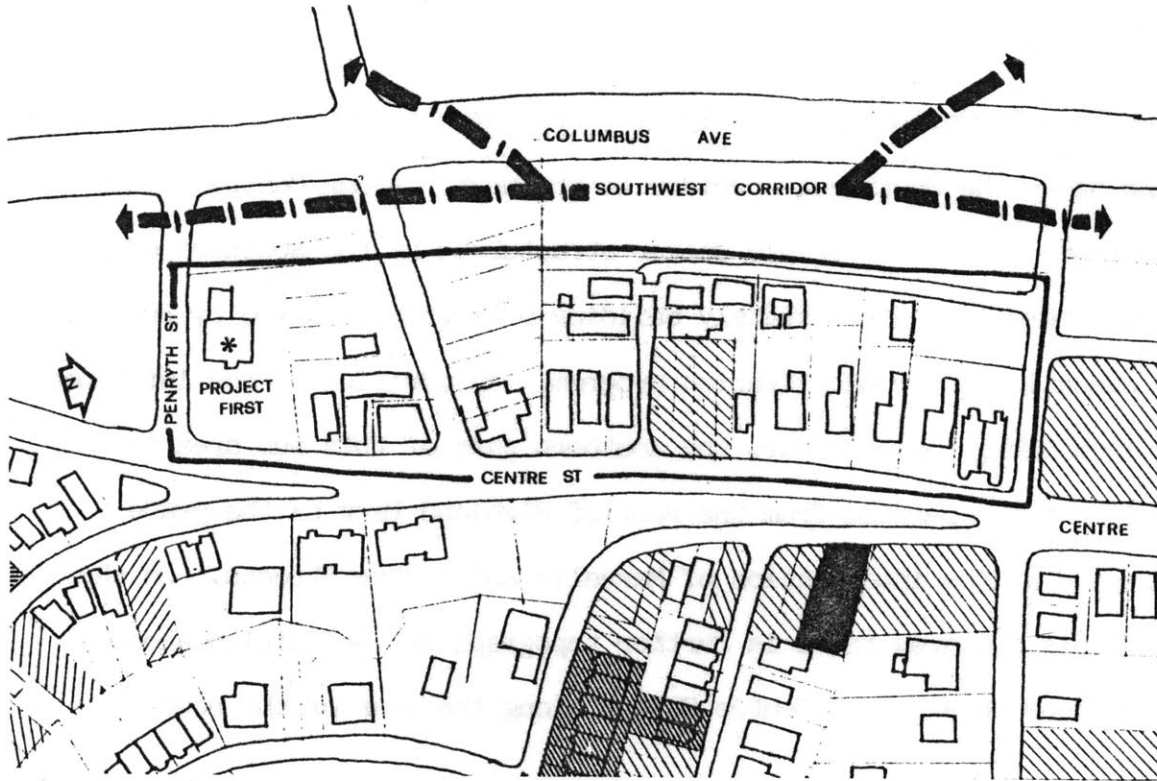 COLUMBUS AVE
SOUTHWEST CORRIDOR
PENRYTH ST
*
PROJECT
FIRST
N
CENTRE ST
CENTRE